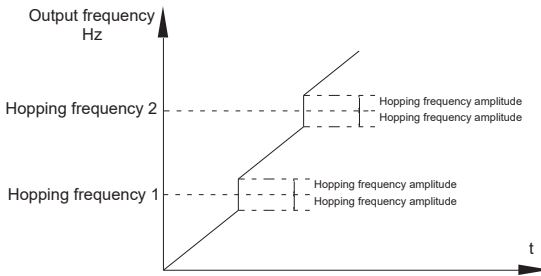 Output frequency
Hz
Hopping frequency 2
Hopping frequency amplitude
Hopping frequency amplitude
Hopping frequency 1
Hopping frequency amplitude
Hopping frequency amplitude
t